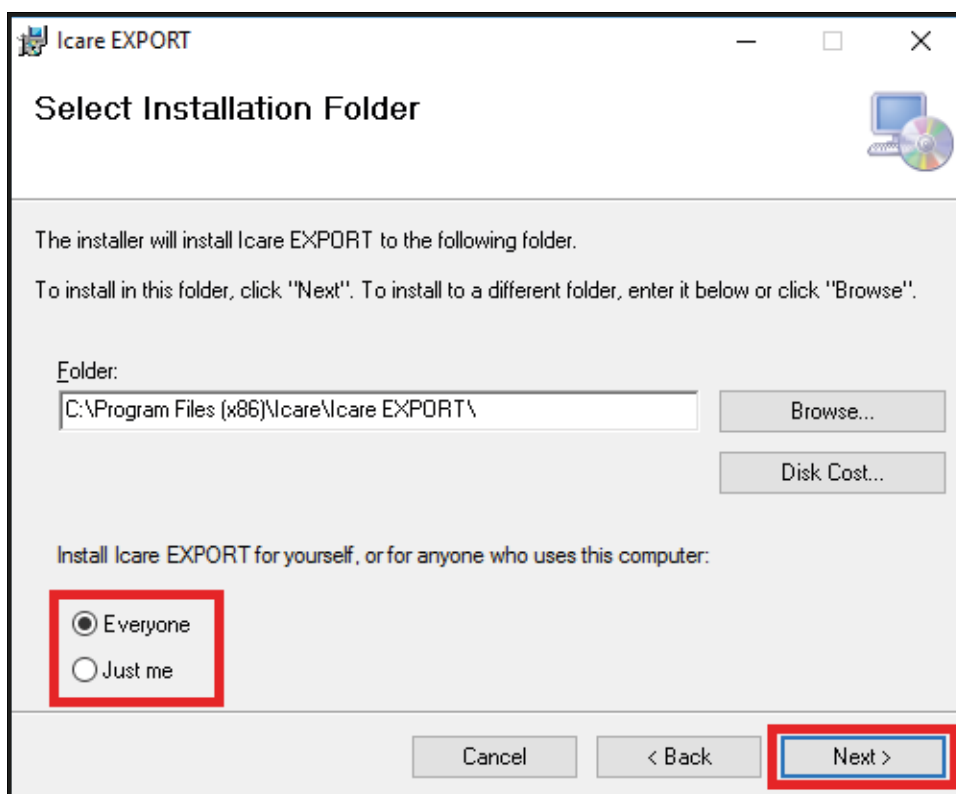 Icare EXPORT
Select Installation Folder
The installer will install Icare EXPORT to the following folder.
To install in this folder, click "Next". To install to a different folder, enter it below or click "Browse".
Folder:
C:\Program Files (x86)\Icare\Icare EXPORT\
Browse...
Disk Cost...
Install Icare EXPORT for yourself, or for anyone who uses this computer:
Everyone
Just me
Cancel
< Back
Next >